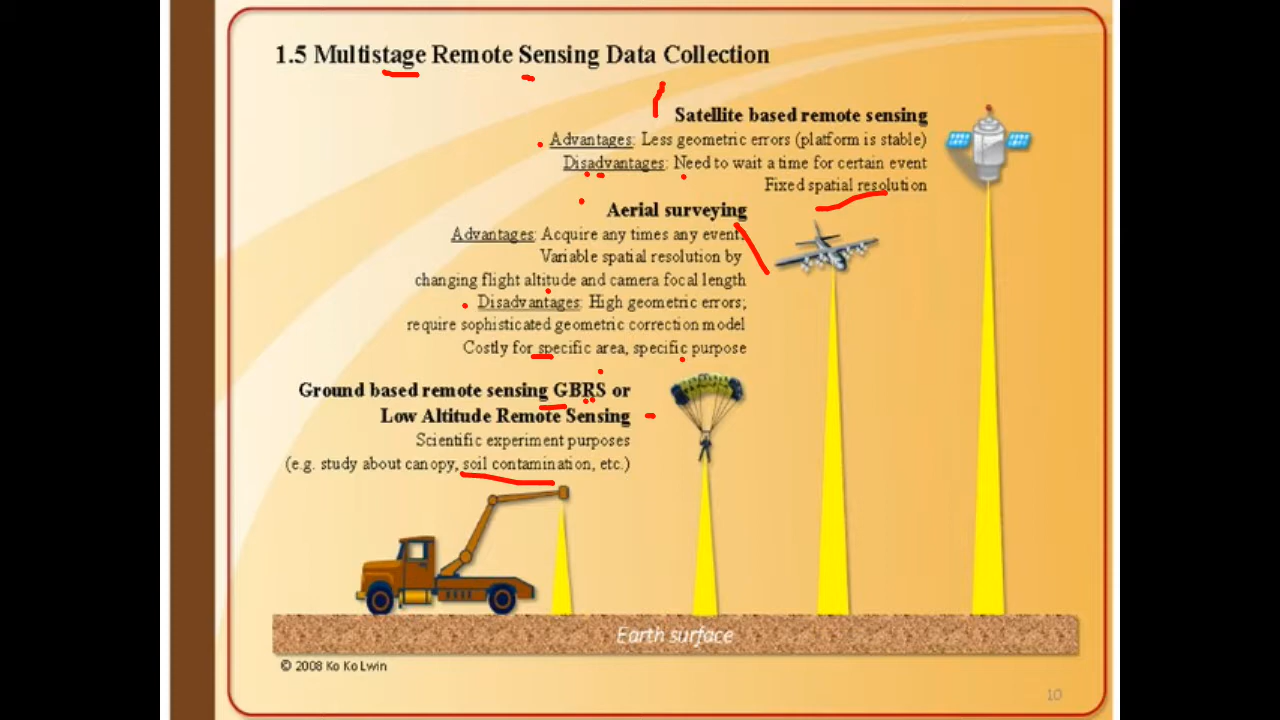 1.5 Multistage Remote Sensing Data Collection
Satellite based remote sensing
Advantages: Less geometric errors (platform is stable)
Disadvantages: Need to wait a time for certain event
Fixed spatial resolution
Aerial surveying
Advantages: Acquire any times any event;
Variable spatial resolution by
changing flight altitude and camera focal length
Disadvantages: High geometric errors;
require sophisticated geometric correction model
Costly for specific area, specific purpose
Ground based remote sensing GBRS or
Low Altitude Remote Sensing
Scientific experiment purposes
(e.g. study about canopy, soil contamination, etc.)
Earth surface
© 2008 Ko Ko Lwin
10